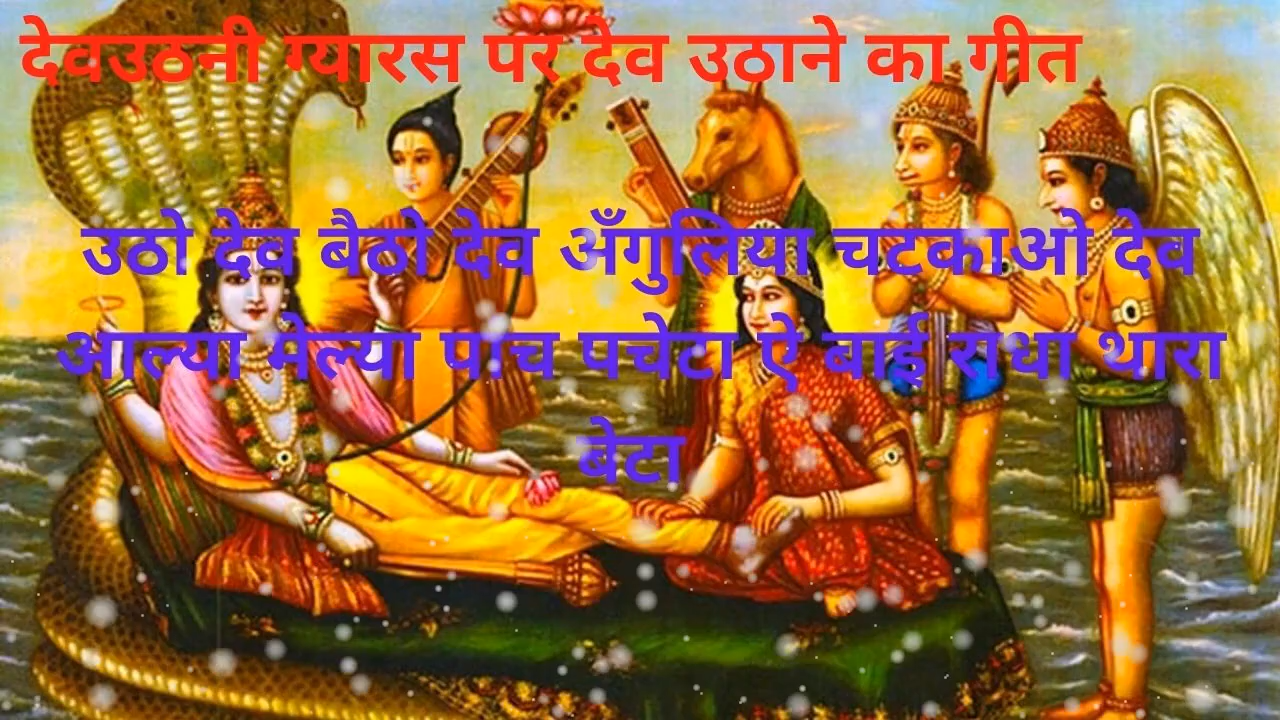 देवउठनी ग्यारस पर देव उठाने का गीत
उठो देव बैठो देव अँगुलिया चटकाओ देव
आल्या मेल्या पांच पचेटा ऐ बाई राधा थारा
बेटा